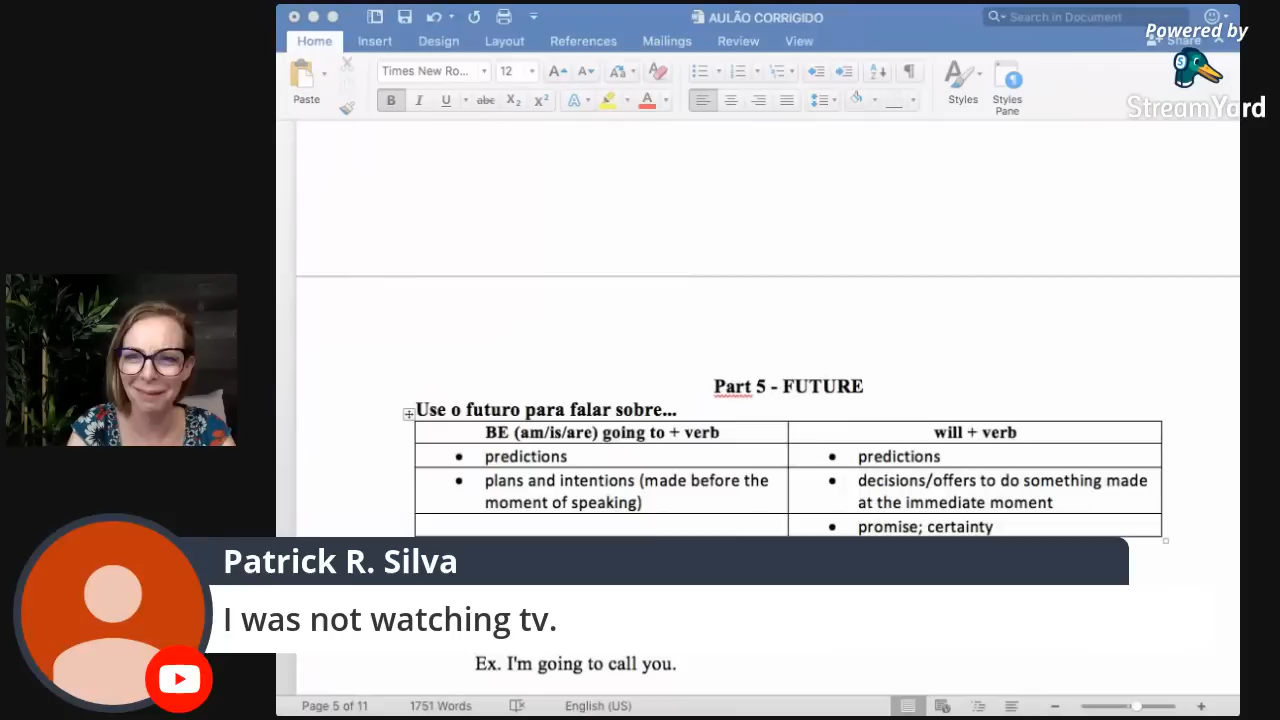 AULÃO CORRIGIDO
Search in Document
Powered by
StreamYard
Home Insert Design Layout References Mailings Review View Share
Times New Ro... 12
Paste
B I U abc X₂ X²
Styles
Styles Pane
Part 5 - FUTURE
Use o futuro para falar sobre...
BE (am/is/are) going to + verb
will + verb
• predictions
• predictions
• plans and intentions (made before the
moment of speaking)
• decisions/offers to do something made
at the immediate moment
• promise; certainty
Patrick R. Silva
I was not watching tv.
Ex. I'm going to call you.
Page 5 of 11 1751 Words English (US)